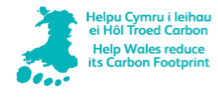 Helpu Cymru i leihau
ei Hôl Troed Carbon
Help Wales reduce
its Carbon Footprint